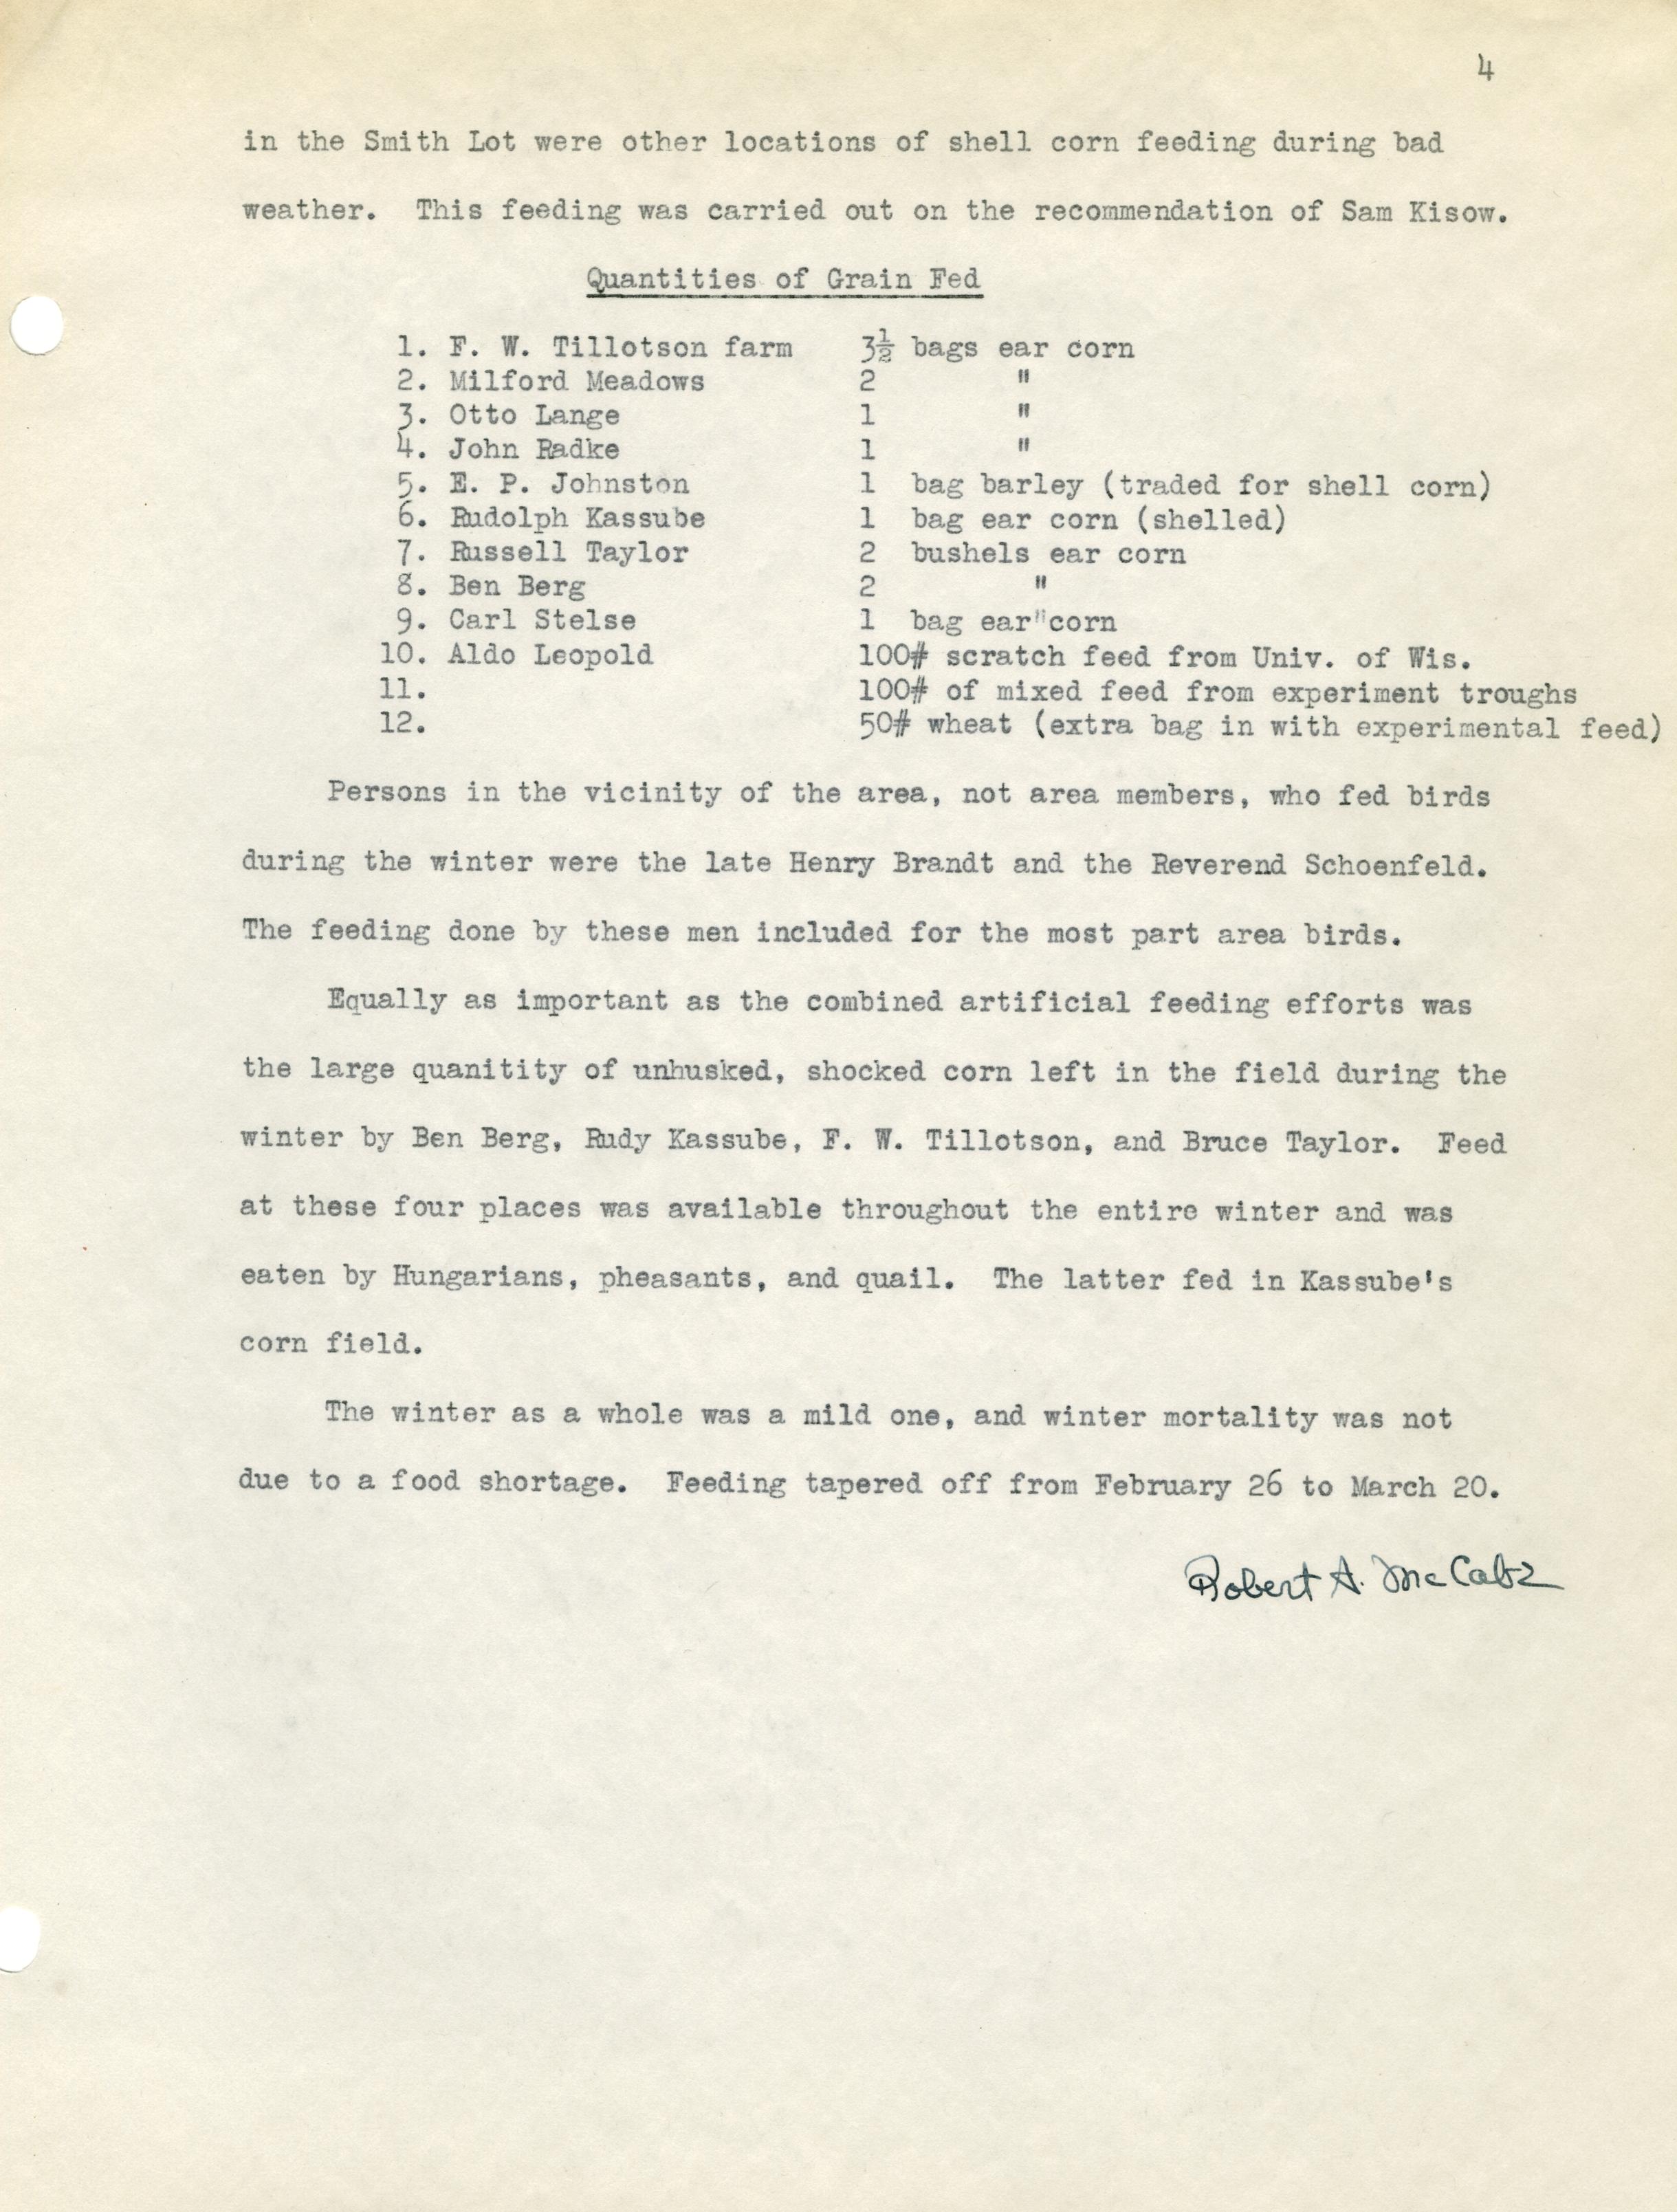 4
in the Smith Lot were other locations of shell corn feeding during bad
weather. This feeding was carried out on the recommendation of Sam Kisow.
Quantities of Grain Fed
1. F. W. Tillotson farm 3½ bags ear corn
2. Milford Meadows 2 "
3. Otto Lange 1 "
4. John Radke 1 "
5. E. P. Johnston 1 bag barley (traded for shell corn)
6. Rudolph Kassube 1 bag ear corn (shelled)
7. Russell Taylor 2 bushels ear corn
8. Ben Berg 2 "
9. Carl Stelse 1 bag ear"corn
10. Aldo Leopold 100# scratch feed from Univ. of Wis.
11. 100# of mixed feed from experiment troughs
12. 50# wheat (extra bag in with experimental feed)
Persons in the vicinity of the area, not area members, who fed birds
during the winter were the late Henry Brandt and the Reverend Schoenfeld.
The feeding done by these men included for the most part area birds.
Equally as important as the combined artificial feeding efforts was
the large quanitity of unhusked, shocked corn left in the field during the
winter by Ben Berg, Rudy Kassube, F. W. Tillotson, and Bruce Taylor. Feed
at these four places was available throughout the entire winter and was
eaten by Hungarians, pheasants, and quail. The latter fed in Kassube's
corn field.
The winter as a whole was a mild one, and winter mortality was not
due to a food shortage. Feeding tapered off from February 26 to March 20.
Robert A. McCabe